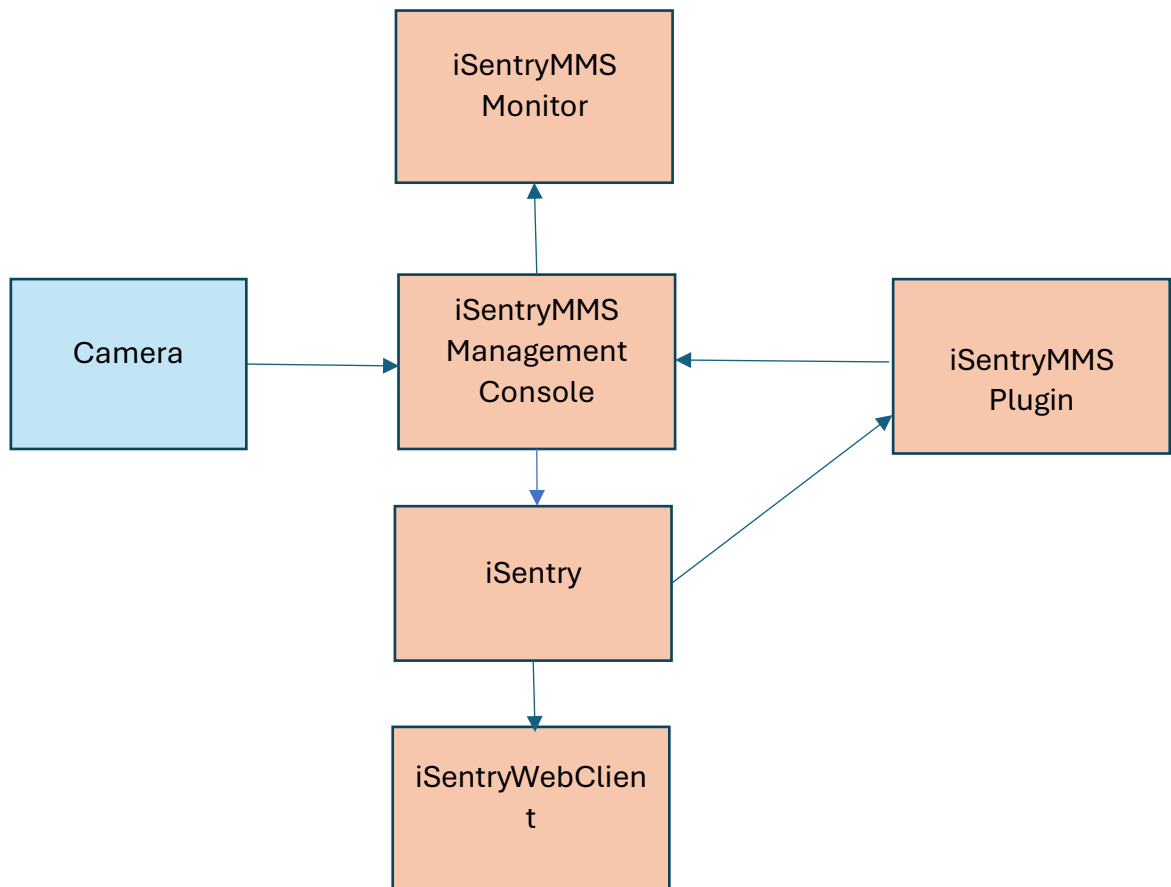 iSentryMMS
Monitor
Camera
iSentryMMS
Management
Console
iSentryMMS
Plugin
iSentry
iSentryWebClien
t